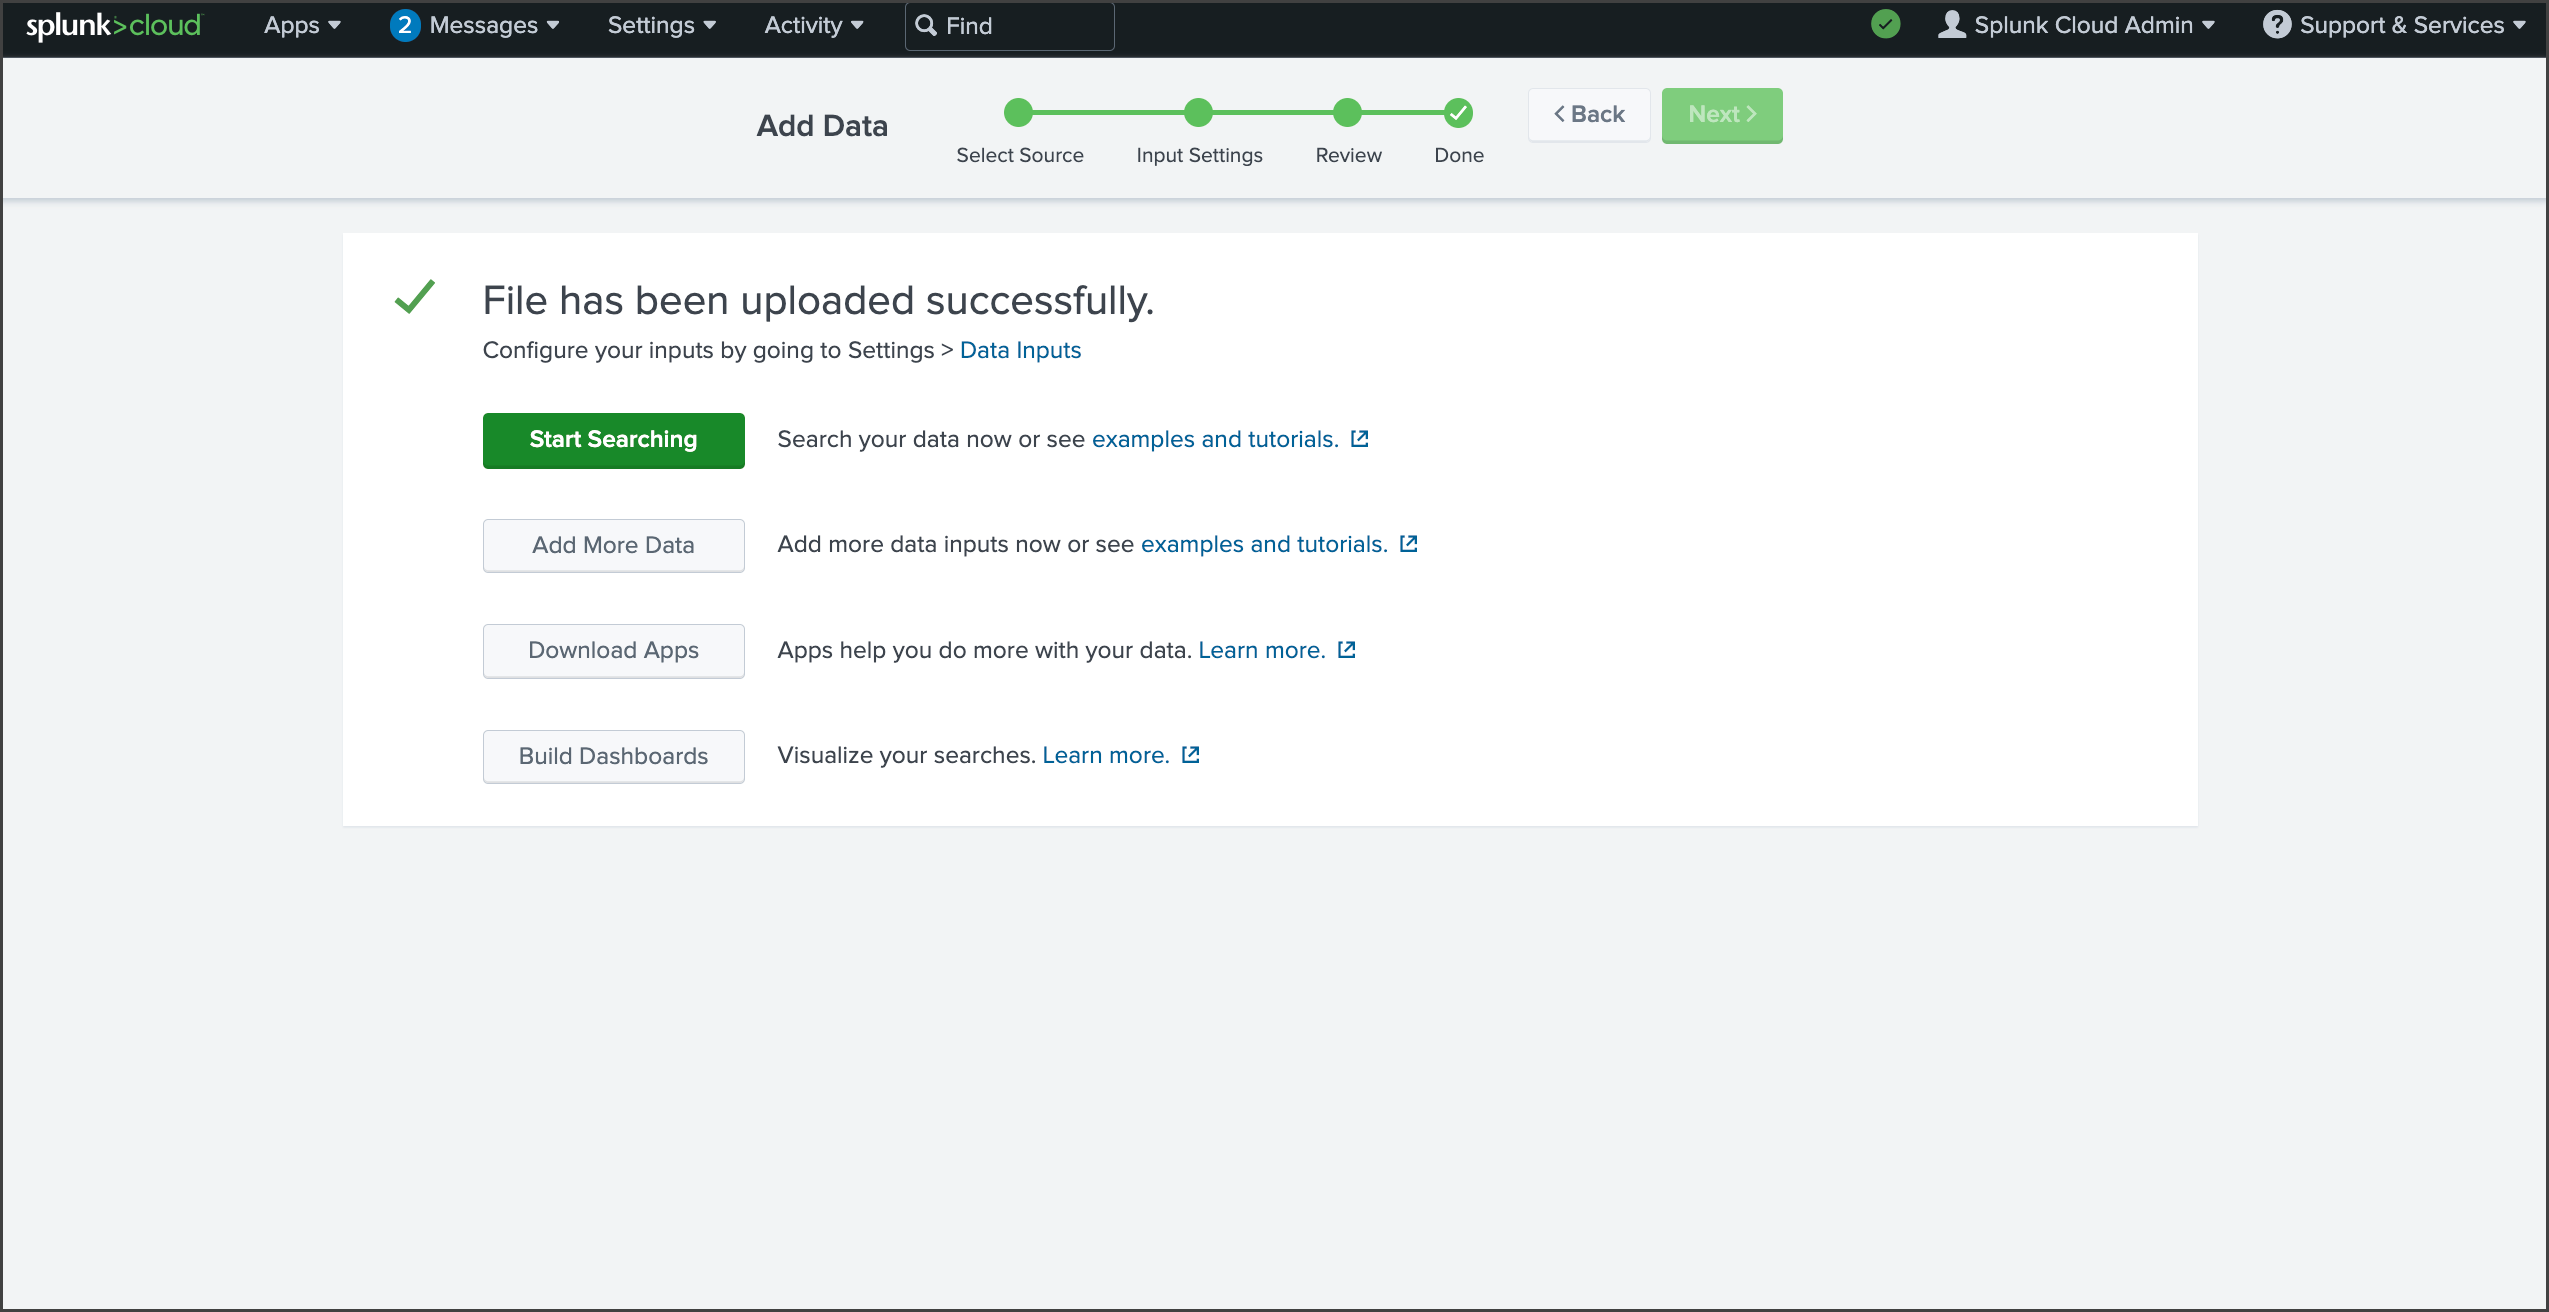 splunk>cloud Apps 2 Messages Settings Activity Find Splunk Cloud Admin ? Support & Services
Add Data
Select Source Input Settings Review Done
< Back Next >
File has been uploaded successfully.
Configure your inputs by going to Settings > Data Inputs
Start Searching Search your data now or see examples and tutorials.
Add More Data Add more data inputs now or see examples and tutorials.
Download Apps Apps help you do more with your data. Learn more.
Build Dashboards Visualize your searches. Learn more.